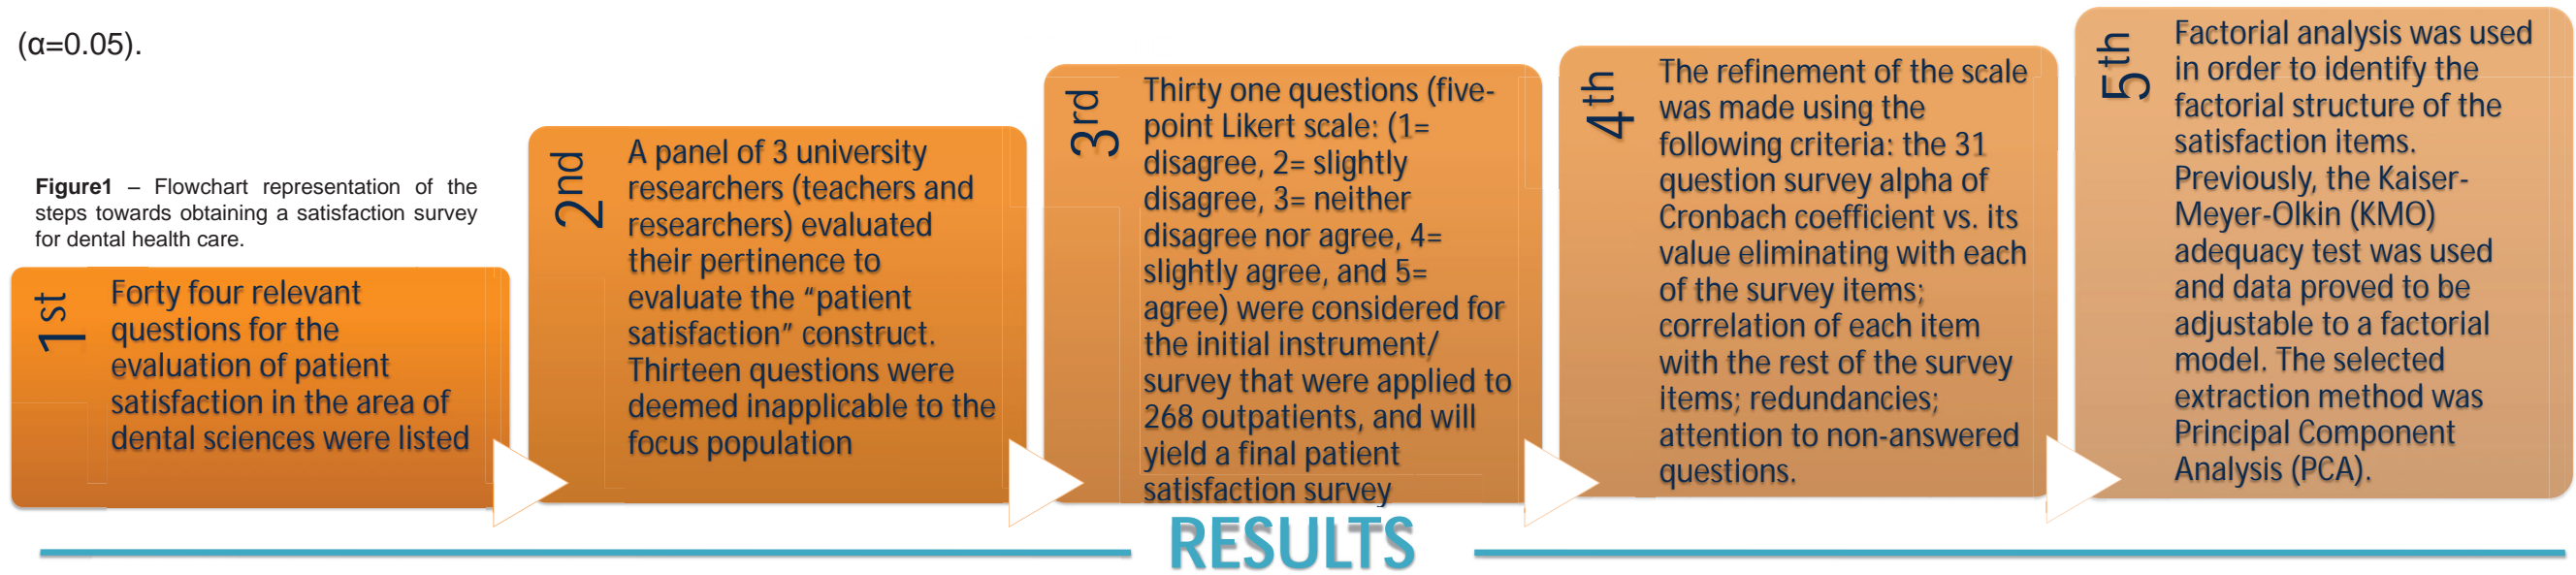 (α=0.05).
Figure1 – Flowchart representation of the
steps towards obtaining a satisfaction survey
for dental health care.
1st
Forty four relevant
questions for the
evaluation of patient
satisfaction in the area of
dental sciences were listed
2nd
A panel of 3 university
researchers (teachers and
researchers) evaluated
their pertinence to
evaluate the “patient
satisfaction” construct.
Thirteen questions were
deemed inapplicable to the
focus population
3rd
Thirty one questions (five-
point Likert scale: (1=
disagree, 2= slightly
disagree, 3= neither
disagree nor agree, 4=
slightly agree, and 5=
agree) were considered for
the initial instrument/
survey that were applied to
268 outpatients, and will
yield a final patient
satisfaction survey
4th
The refinement of the scale
was made using the
following criteria: the 31
question survey alpha of
Cronbach coefficient vs. its
value eliminating with each
of the survey items;
correlation of each item
with the rest of the survey
items; redundancies;
attention to non-answered
questions.
5th
Factorial analysis was used
in order to identify the
factorial structure of the
satisfaction items.
Previously, the Kaiser-
Meyer-Olkin (KMO)
adequacy test was used
and data proved to be
adjustable to a factorial
model. The selected
extraction method was
Principal Component
Analysis (PCA).
RESULTS